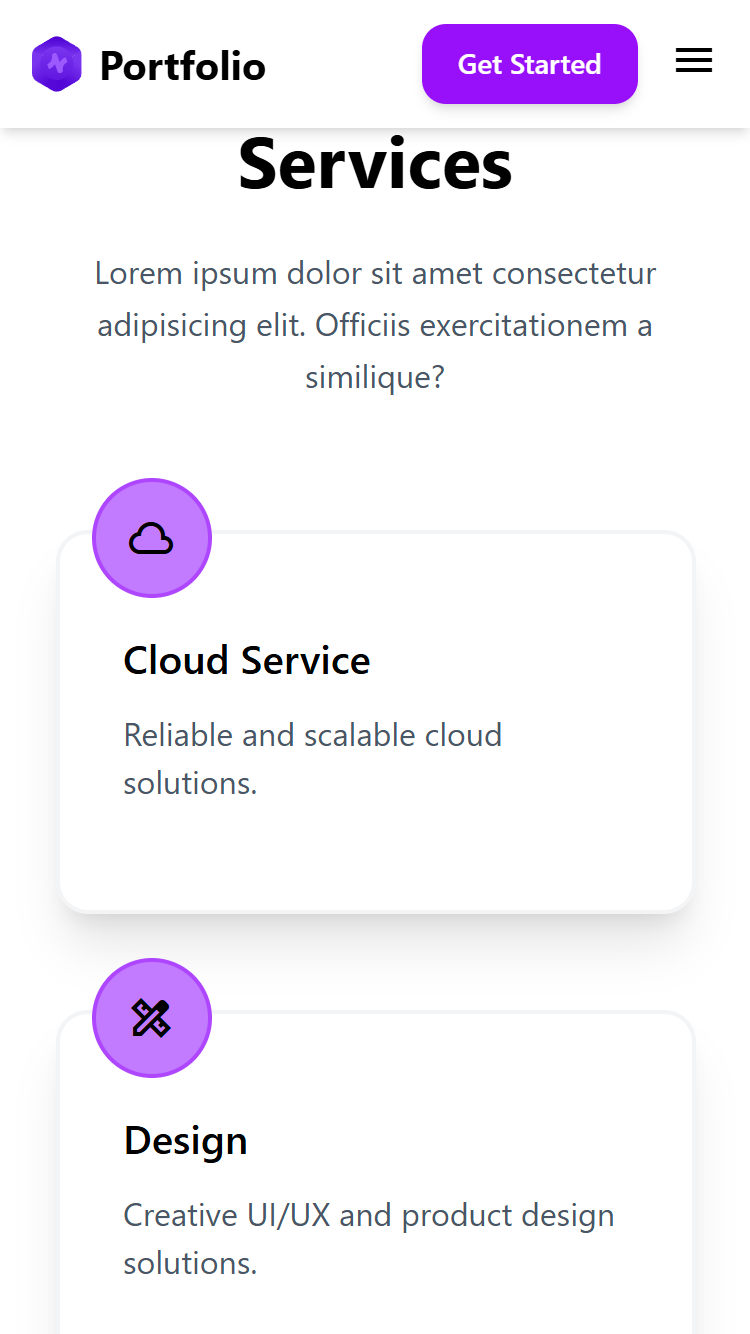 Portfolio
Get Started
Services
Lorem ipsum dolor sit amet consectetur
adipisicing elit. Officiis exercitationem a
similique?
Cloud Service
Reliable and scalable cloud
solutions.
Design
Creative UI/UX and product design
solutions.